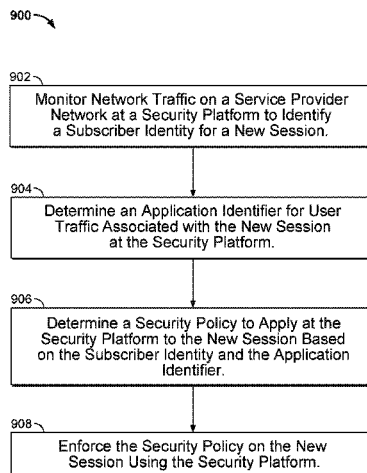 900
902
Monitor Network Traffic on a Service Provider
Network at a Security Platform to Identify
a Subscriber Identity for a New Session.
904
Determine an Application Identifier for User
Traffic Associated with the New Session
at the Security Platform.
906
Determine a Security Policy to Apply at the
Security Platform to the New Session Based
on the Subscriber Identity and the Application
Identifier.
908
Enforce the Security Policy on the New
Session Using the Security Platform.